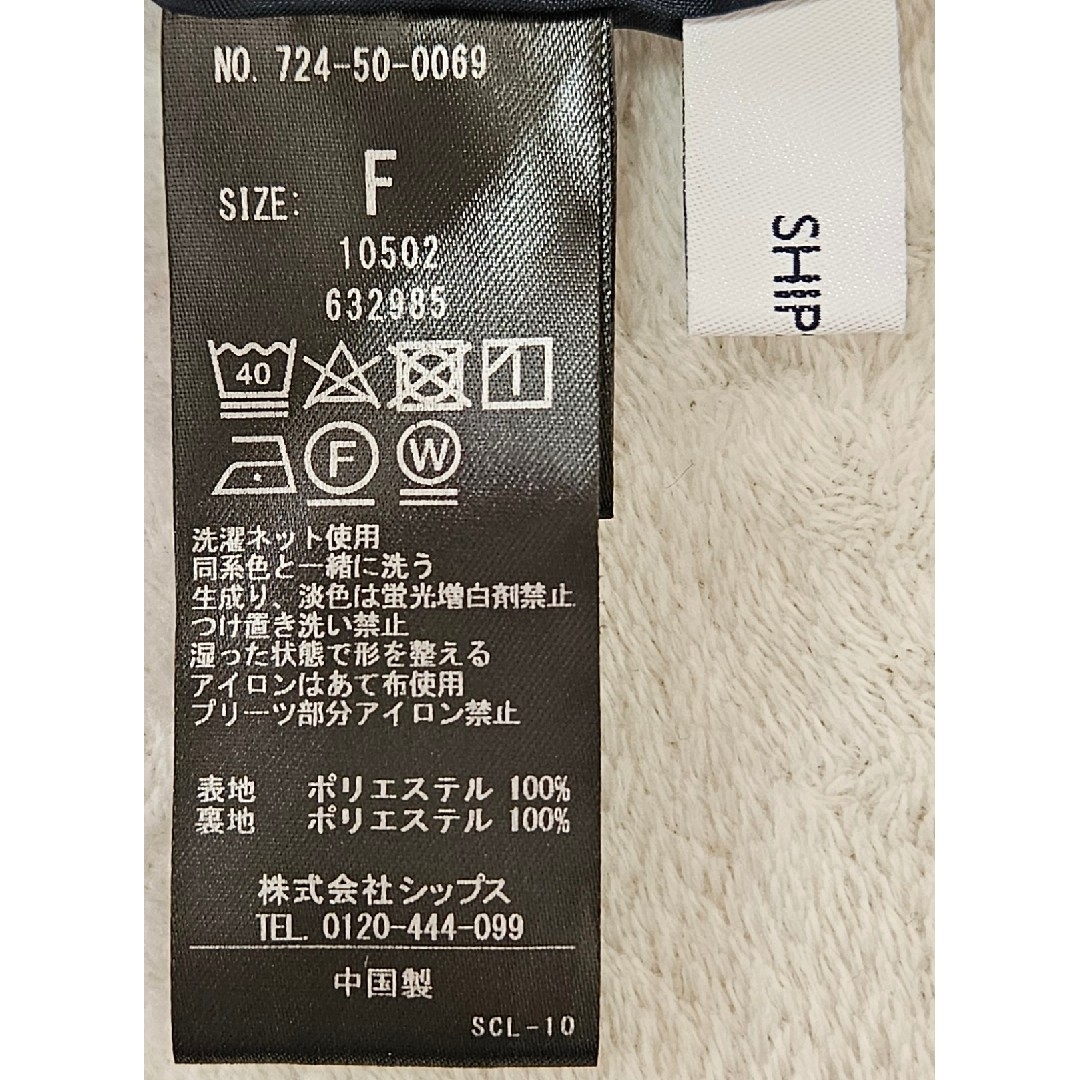 NO. 724-50-0069
SIZE: F
10502
632985
40
F W
洗濯ネット使用
同系色と一緒に洗う
生成り、淡色は蛍光増白剤禁止
つけ置き洗い禁止
湿った状態で形を整える
アイロンはあて布使用
プリーツ部分アイロン禁止
表地 ポリエステル 100%
裏地 ポリエステル 100%
株式会社シップス
TEL. 0120-444-099
中国製
SCL-10
SHIP